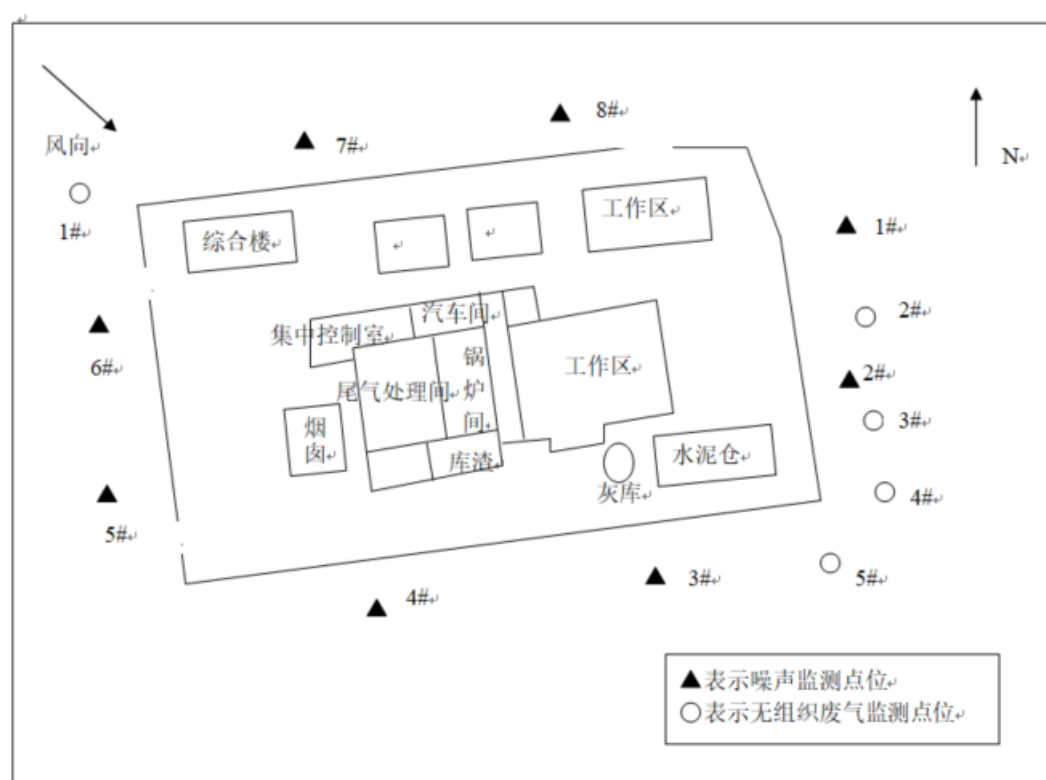 8#
7#
风向
N
1#
工作区
1#
综合楼
汽车间
2#
集中控制室
锅
炉
间
工作区
6#
尾气处理间
2#
3#
烟
囱
库渣
水泥仓
灰库
4#
5#
5#
3#
4#
表示噪声监测点位
表示无组织废气监测点位